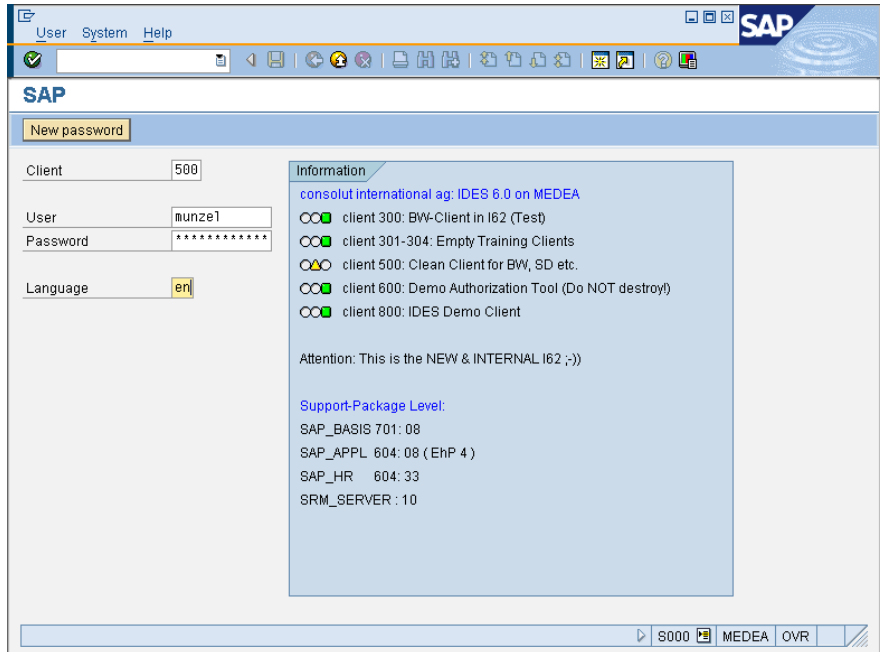 User System Help
SAP
SAP
New password
Client 500
User munzel
Password ************
Language en
Information
consolut international ag: IDES 6.0 on MEDEA
client 300: BW-Client in I62 (Test)
client 301-304: Empty Training Clients
client 500: Clean Client for BW, SD etc.
client 600: Demo Authorization Tool (Do NOT destroy!)
client 800: IDES Demo Client
Attention: This is the NEW & INTERNAL I62 ;-))
Support-Package Level:
SAP_BASIS 701: 08
SAP_APPL 604: 08 ( EhP 4 )
SAP_HR 604: 33
SRM_SERVER : 10
S000 MEDEA OVR